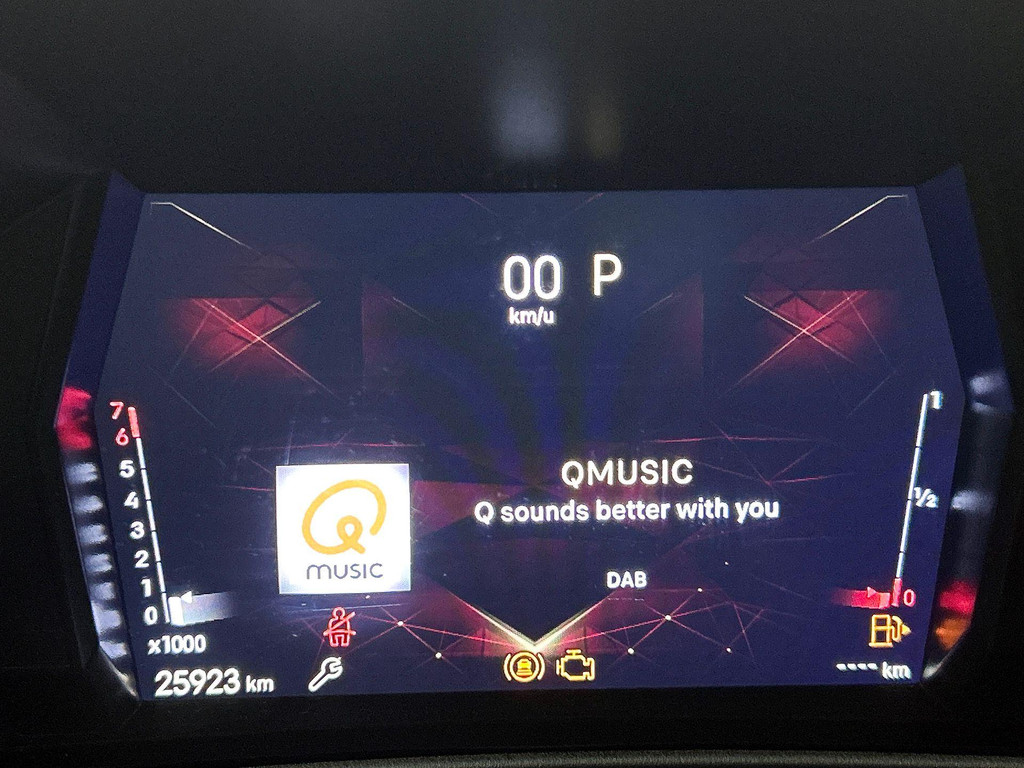 00 P
km/u
7
6
5
4
3
2
1
0
x1000
25923 km
MUSIC
QMUSIC
Q sounds better with you
DAB
1
1/2
0
---- km